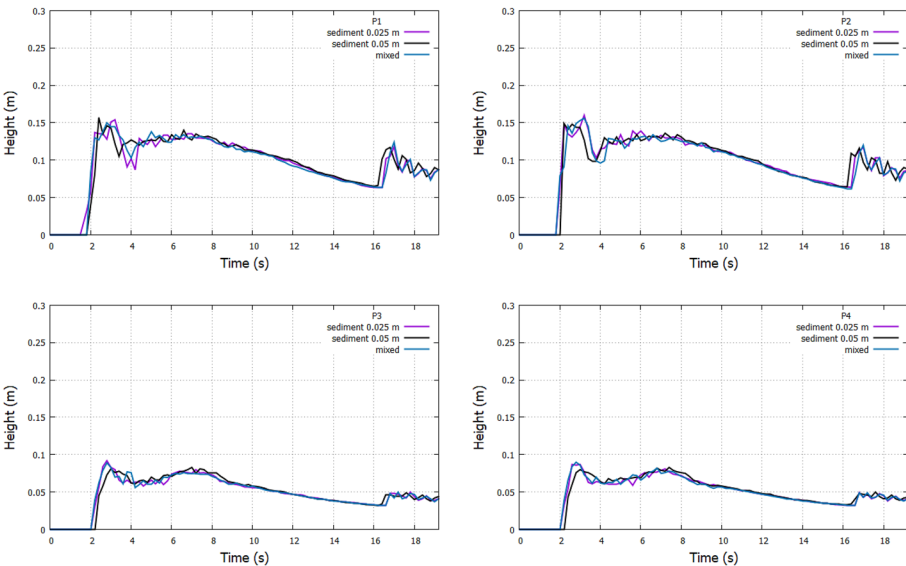 P1
sediment 0.025 m
sediment 0.05 m
mixed
Height (m)
0.3
0.25
0.2
0.15
0.1
0.05
0
0 2 4 6 8 10 12 14 16 18
Time (s)
P2
sediment 0.025 m
sediment 0.05 m
mixed
Height (m)
0.3
0.25
0.2
0.15
0.1
0.05
0
0 2 4 6 8 10 12 14 16 18
Time (s)
P3
sediment 0.025 m
sediment 0.05 m
mixed
Height (m)
0.3
0.25
0.2
0.15
0.1
0.05
0
0 2 4 6 8 10 12 14 16 18
Time (s)
P4
sediment 0.025 m
sediment 0.05 m
mixed
Height (m)
0.3
0.25
0.2
0.15
0.1
0.05
0
0 2 4 6 8 10 12 14 16 18
Time (s)